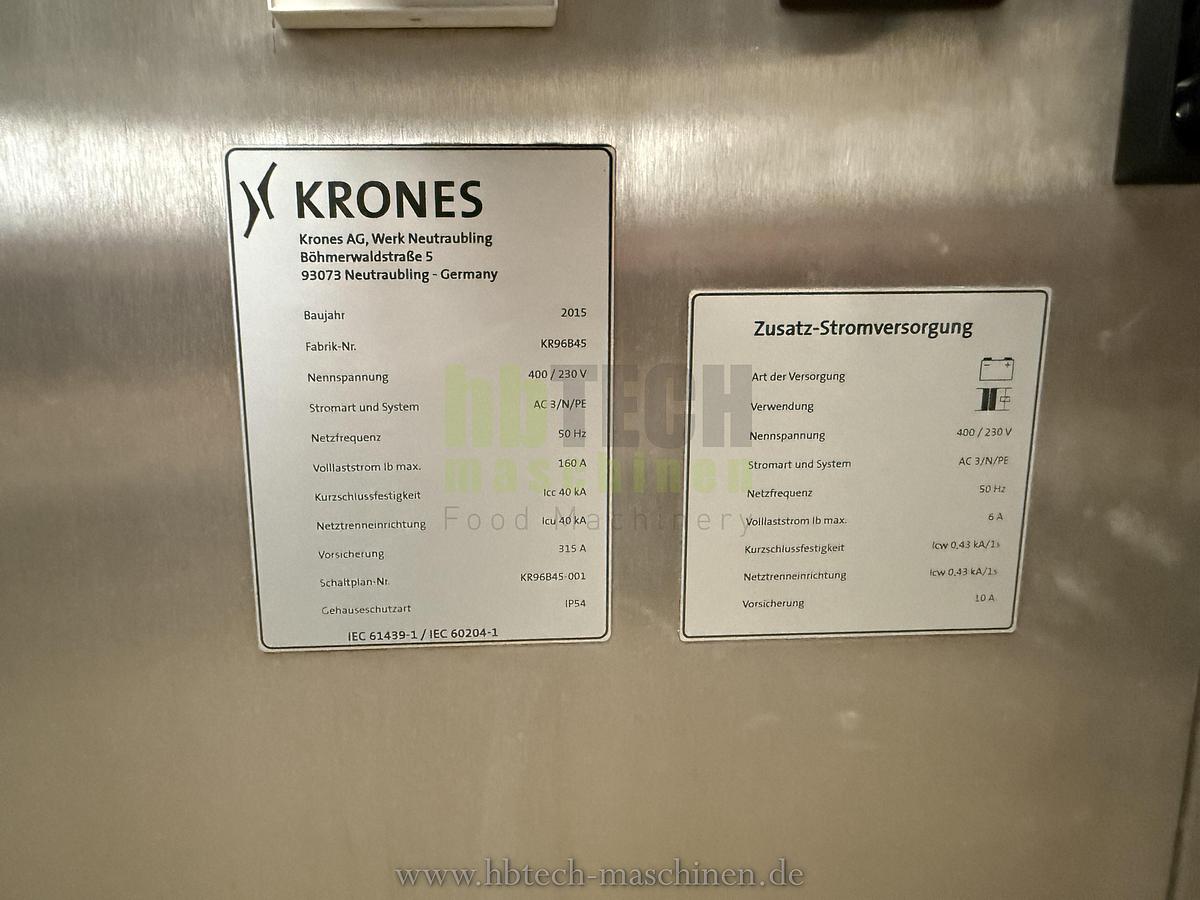 KRONES
Krones AG, Werk Neutraubling
Böhmerwaldstraße 5
93073 Neutraubling - Germany
Baujahr 2015
Fabrik-Nr. KR96B45
Nennspannung 400 / 230 V
Stromart und System AC 3/N/PE
Netzfrequenz 50 Hz
Volllaststrom lb max. 160 A
Kurzschlussfestigkeit Icc 40 kA
Netztrenneinrichtung Icu 40 kA
Vorsicherung 315 A
Schaltplan-Nr. KR96B45-001
Gehäuseschutzart IP54
IEC 61439-1 / IEC 60204-1
Zusatz-Stromversorgung
Art der Versorgung
Verwendung
Nennspannung 400 / 230 V
Stromart und System AC 3/N/PE
Netzfrequenz 50 Hz
Volllaststrom lb max. 6 A
Kurzschlussfestigkeit Icw 0,43 kA/1s
Netztrenneinrichtung Icw 0,43 kA/1s
Vorsicherung 10 A
hbTECH
maschinen
Food Machinery
www.hbtech-maschinen.de